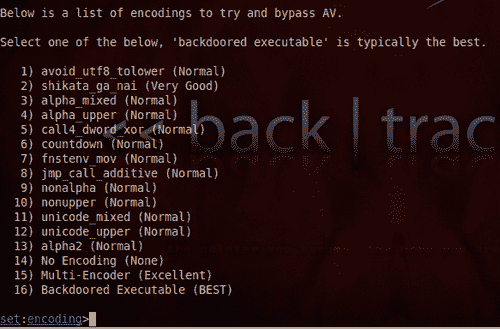 Below is a list of encodings to try and bypass AV.
Select one of the below, 'backdoored executable' is typically the best.
1) avoid_utf8_tolower (Normal)
2) shikata_ga_nai (Very Good)
3) alpha_mixed (Normal)
4) alpha_upper (Normal)
5) call4_dword_xor (Normal)
6) countdown (Normal)
7) fnstenv_mov (Normal)
8) jmp_call_additive (Normal)
9) nonalpha (Normal)
10) nonupper (Normal)
11) unicode_mixed (Normal)
12) unicode_upper (Normal)
13) alpha2 (Normal)
14) No Encoding (None)
15) Multi-Encoder (Excellent)
16) Backdoored Executable (BEST)
<< back | trac
set:encoding>